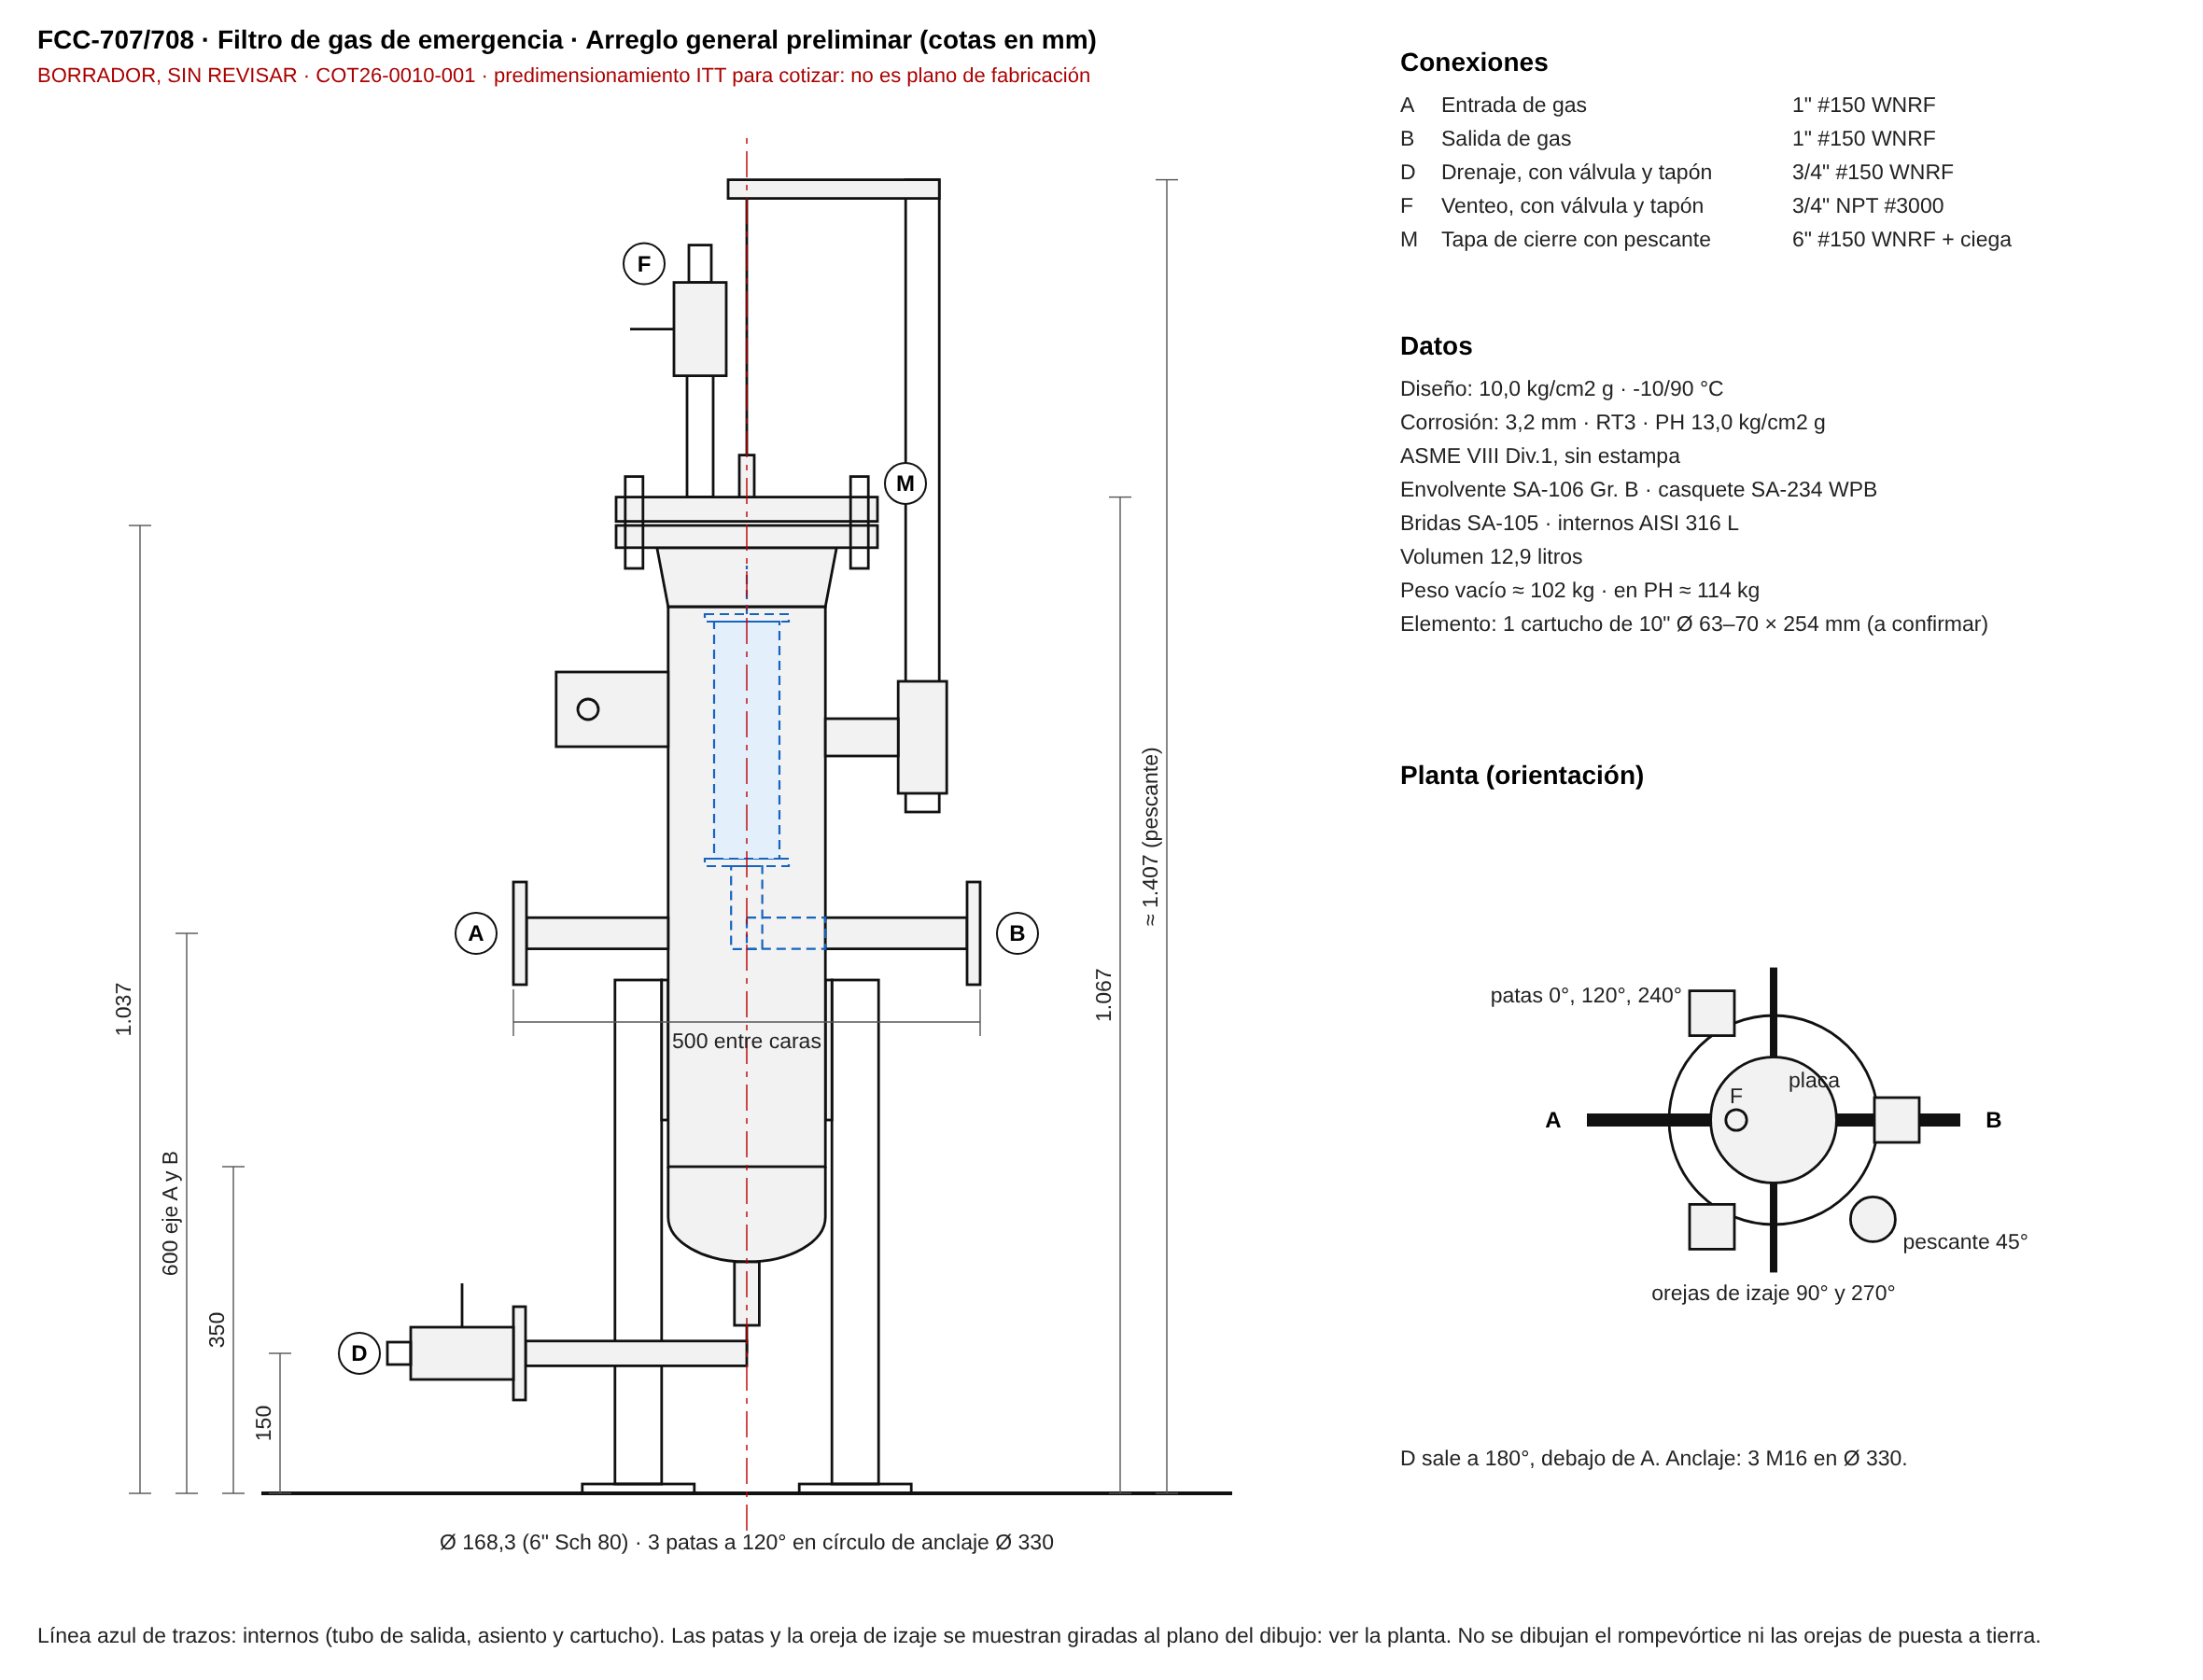 FCC-707/708 · Filtro de gas de emergencia · Arreglo general preliminar (cotas en mm)
BORRADOR, SIN REVISAR · COT26-0010-001 · predimensionamiento ITT para cotizar: no es plano de fabricación
F
M
A
B
D
1.037
600 eje A y B
350
150
500 entre caras
1.067
≈ 1.407 (pescante)
Ø 168,3 (6" Sch 80) · 3 patas a 120° en círculo de anclaje Ø 330
Conexiones
A Entrada de gas 1" #150 WNRF
B Salida de gas 1" #150 WNRF
D Drenaje, con válvula y tapón 3/4" #150 WNRF
F Venteo, con válvula y tapón 3/4" NPT #3000
M Tapa de cierre con pescante 6" #150 WNRF + ciega
Datos
Diseño: 10,0 kg/cm2 g · -10/90 °C
Corrosión: 3,2 mm · RT3 · PH 13,0 kg/cm2 g
ASME VIII Div.1, sin estampa
Envolvente SA-106 Gr. B · casquete SA-234 WPB
Bridas SA-105 · internos AISI 316 L
Volumen 12,9 litros
Peso vacío ≈ 102 kg · en PH ≈ 114 kg
Elemento: 1 cartucho de 10" Ø 63–70 × 254 mm (a confirmar)
Planta (orientación)
patas 0°, 120°, 240°
placa
F
A
B
pescante 45°
orejas de izaje 90° y 270°
D sale a 180°, debajo de A. Anclaje: 3 M16 en Ø 330.
Línea azul de trazos: internos (tubo de salida, asiento y cartucho). Las patas y la oreja de izaje se muestran giradas al plano del dibujo: ver la planta. No se dibujan el rompevórtice ni las orejas de puesta a tierra.